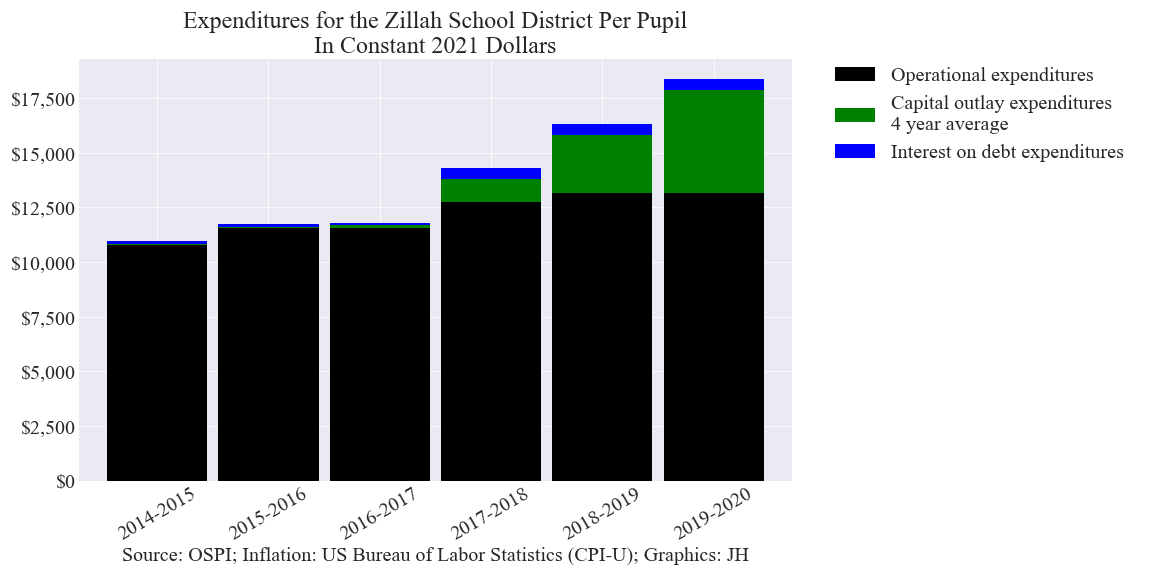 Expenditures for the Zillah School District Per Pupil
In Constant 2021 Dollars
Operational expenditures
Capital outlay expenditures
4 year average
Interest on debt expenditures
$17,500
$15,000
$12,500
$10,000
$7,500
$5,000
$2,500
$0
2014-2015
2015-2016
2016-2017
2017-2018
2018-2019
2019-2020
Source: OSPI; Inflation: US Bureau of Labor Statistics (CPI-U); Graphics: JH